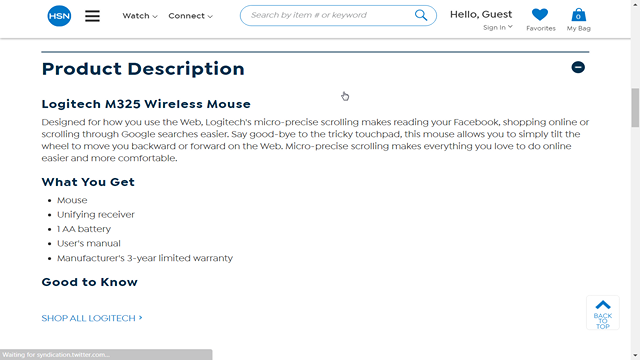 HSN
Watch
Connect
Search by item # or keyword
Hello, Guest
Sign In
Favorites
0
My Bag
Product Description
Logitech M325 Wireless Mouse
Designed for how you use the Web, Logitech's micro-precise scrolling makes reading your Facebook, shopping online or
scrolling through Google searches easier. Say good-bye to the tricky touchpad, this mouse allows you to simply tilt the
wheel to move you backward or forward on the Web. Micro-precise scrolling makes everything you love to do online
easier and more comfortable.
What You Get
• Mouse
• Unifying receiver
• 1 AA battery
• User's manual
• Manufacturer's 3-year limited warranty
Good to Know
SHOP ALL LOGITECH >
BACK
TO
TOP
Waiting for syndication.twitter.com...